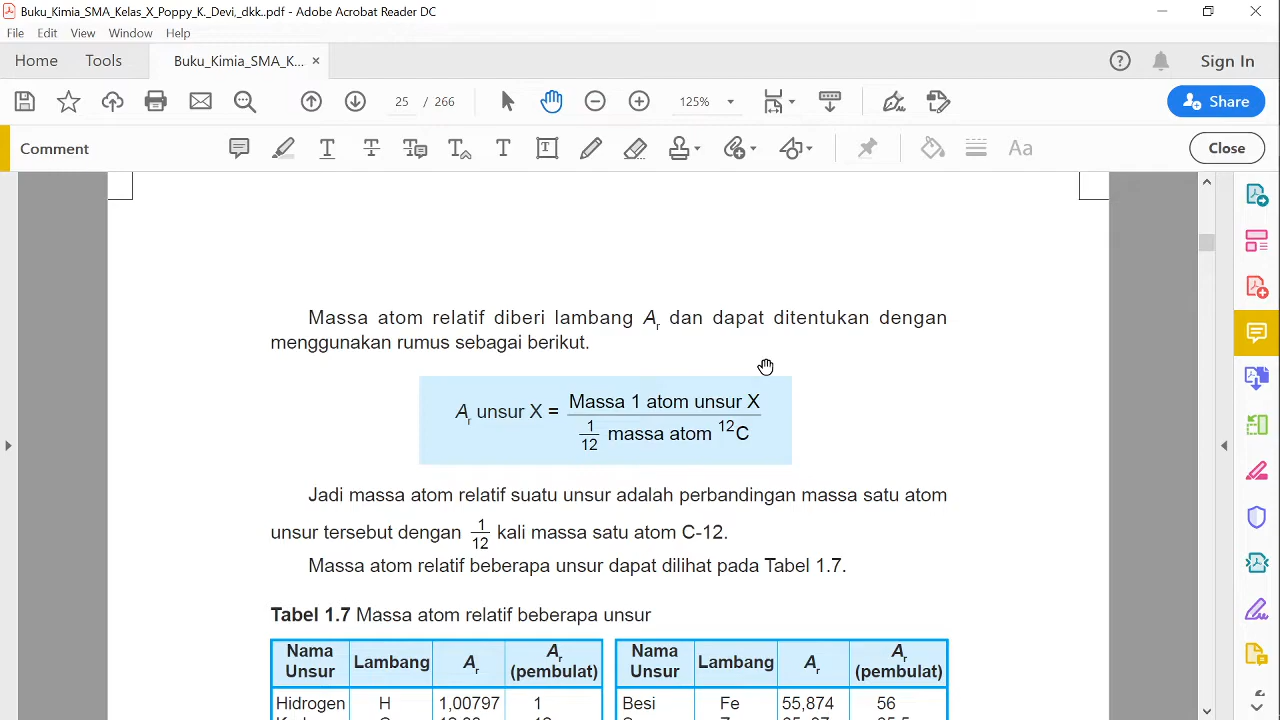 Buku_Kimia_SMA_Kelas_X_Poppy_K_Devi,_dkk..pdf - Adobe Acrobat Reader DC
File Edit View Window Help
Home Tools Buku_Kimia_SMA_K... × Sign In
25 / 266 125% Share
Comment Aa Close
Massa atom relatif diberi lambang Ar dan dapat ditentukan dengan
menggunakan rumus sebagai berikut.
Ar unsur X = Massa 1 atom unsur X
1/12 massa atom 12C
Jadi massa atom relatif suatu unsur adalah perbandingan massa satu atom
unsur tersebut dengan 1/12 kali massa satu atom C-12.
Massa atom relatif beberapa unsur dapat dilihat pada Tabel 1.7.
Tabel 1.7 Massa atom relatif beberapa unsur
Nama Unsur Lambang Ar Ar (pembulat) Nama Unsur Lambang Ar Ar (pembulat)
Hidrogen H 1,00797 1 Besi Fe 55,874 56